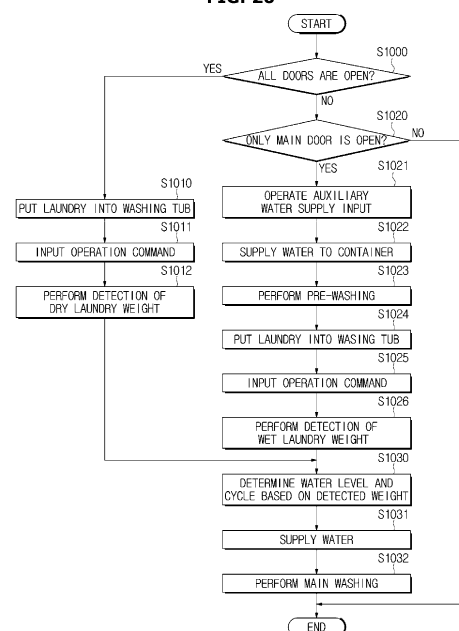 START
S1000
YES
ALL DOORS ARE OPEN?
NO
S1020
ONLY MAIN DOOR IS OPEN?
NO
YES
S1010
PUT LAUNDRY INTO WASHING TUB
S1011
INPUT OPERATION COMMAND
S1012
PERFORM DETECTION OF
DRY LAUNDRY WEIGHT
S1021
OPERATE AUXILIARY
WATER SUPPLY INPUT
S1022
SUPPLY WATER TO CONTAINER
S1023
PERFORM PRE-WASHING
S1024
PUT LAUNDRY INTO WASING TUB
S1025
INPUT OPERATION COMMAND
S1026
PERFORM DETECTION OF
WET LAUNDRY WEIGHT
S1030
DETERMINE WATER LEVEL AND
CYCLE BASED ON DETECTED WEIGHT
S1031
SUPPLY WATER
S1032
PERFORM MAIN WASHING
END